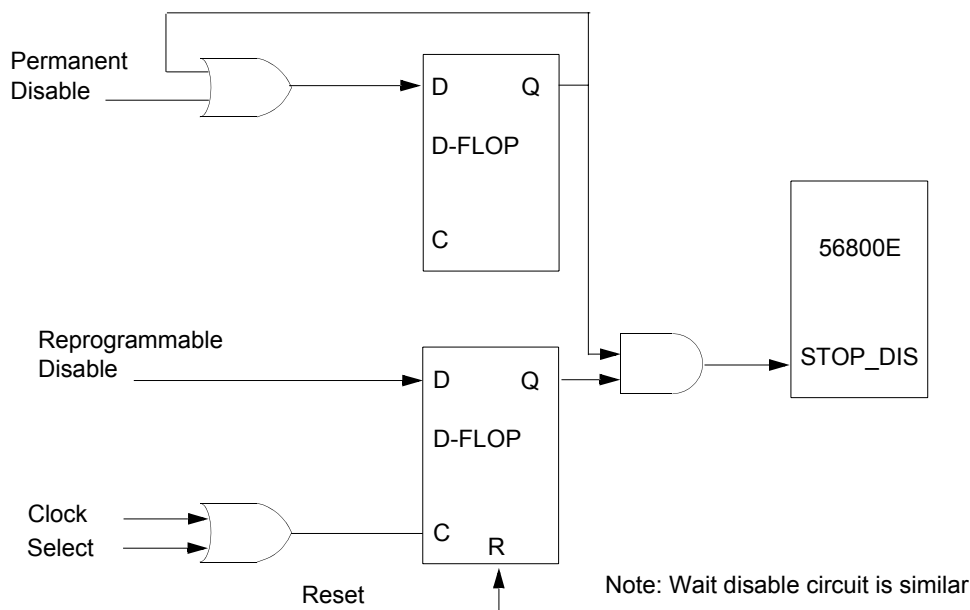 Permanent
Disable
D Q
D-FLOP
C
56800E
STOP_DIS
Reprogrammable
Disable
D Q
D-FLOP
Clock
Select
C
R
Reset
Note: Wait disable circuit is similar